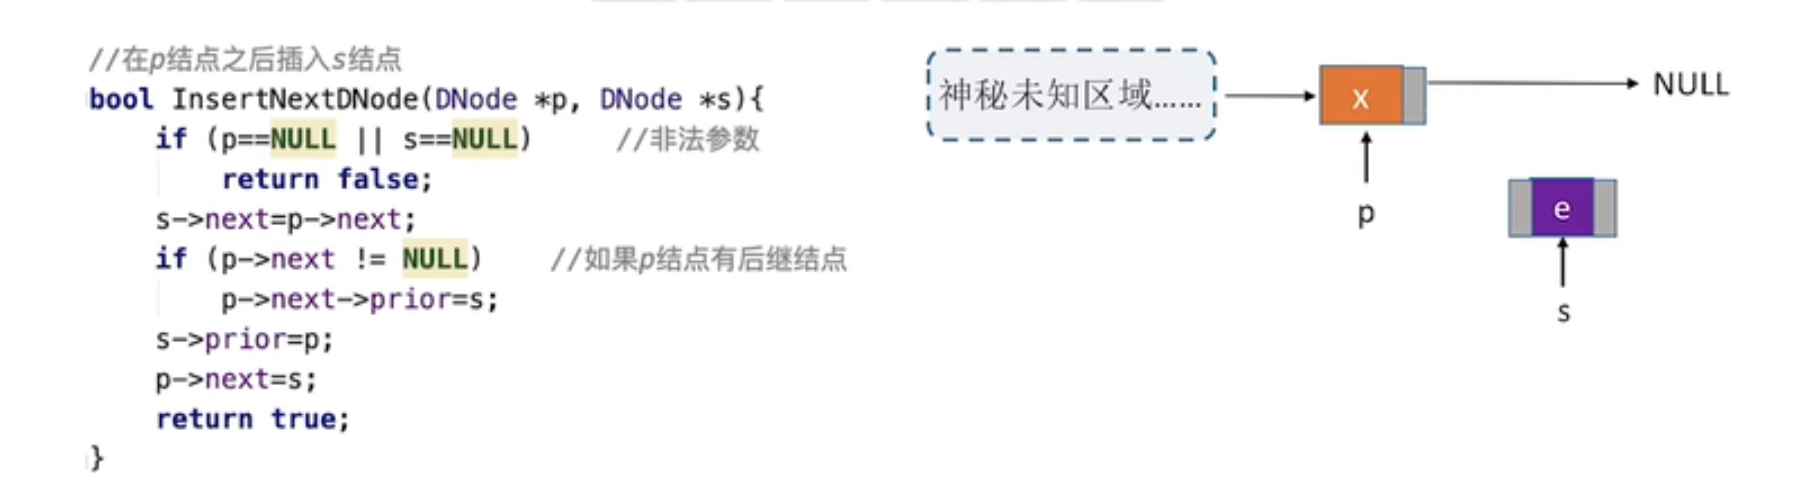 //在p结点之后插入s结点
bool InsertNextDNode(DNode *p, DNode *s){
    if (p==NULL || s==NULL)     //非法参数
        return false;
    s->next=p->next;
    if (p->next != NULL)    //如果p结点有后继结点
        p->next->prior=s;
    s->prior=p;
    p->next=s;
    return true;
}
神秘未知区域……
x
NULL
p
e
s